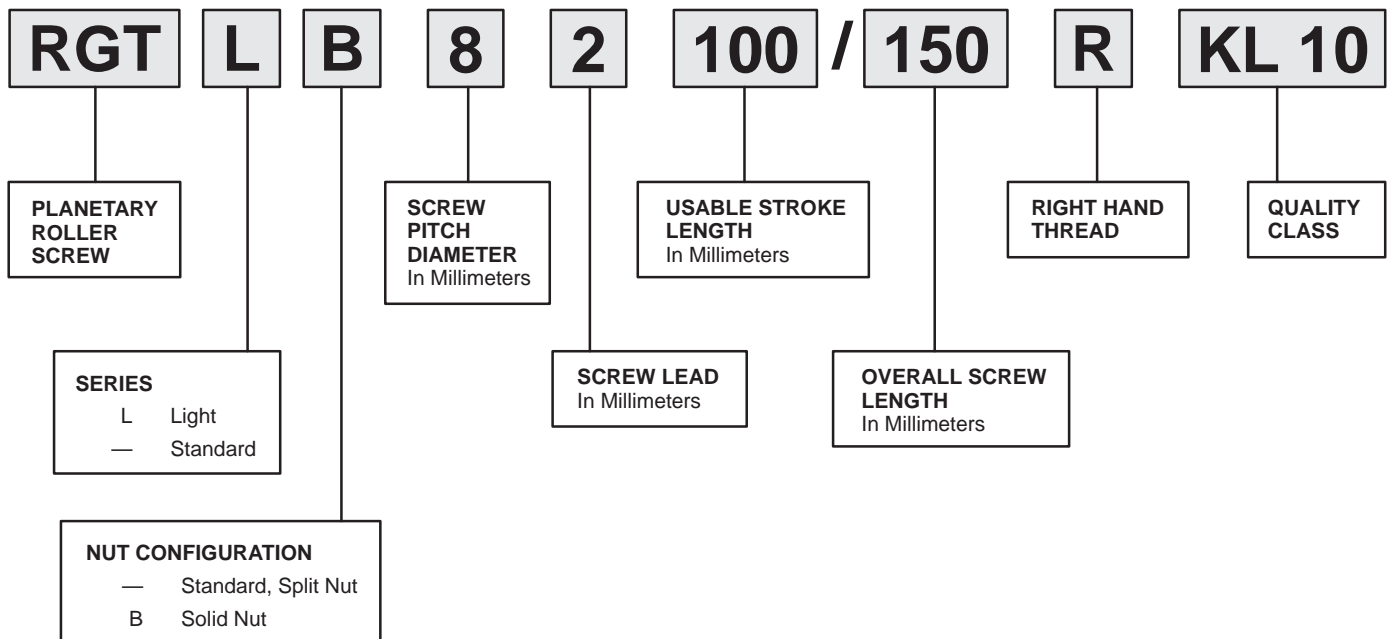 RGT L B 8 2 100 / 150 R KL 10
PLANETARY
ROLLER
SCREW
SCREW
PITCH
DIAMETER
In Millimeters
USABLE STROKE
LENGTH
In Millimeters
RIGHT HAND
THREAD
QUALITY
CLASS
SERIES
L Light
— Standard
SCREW LEAD
In Millimeters
OVERALL SCREW
LENGTH
In Millimeters
NUT CONFIGURATION
— Standard, Split Nut
B Solid Nut